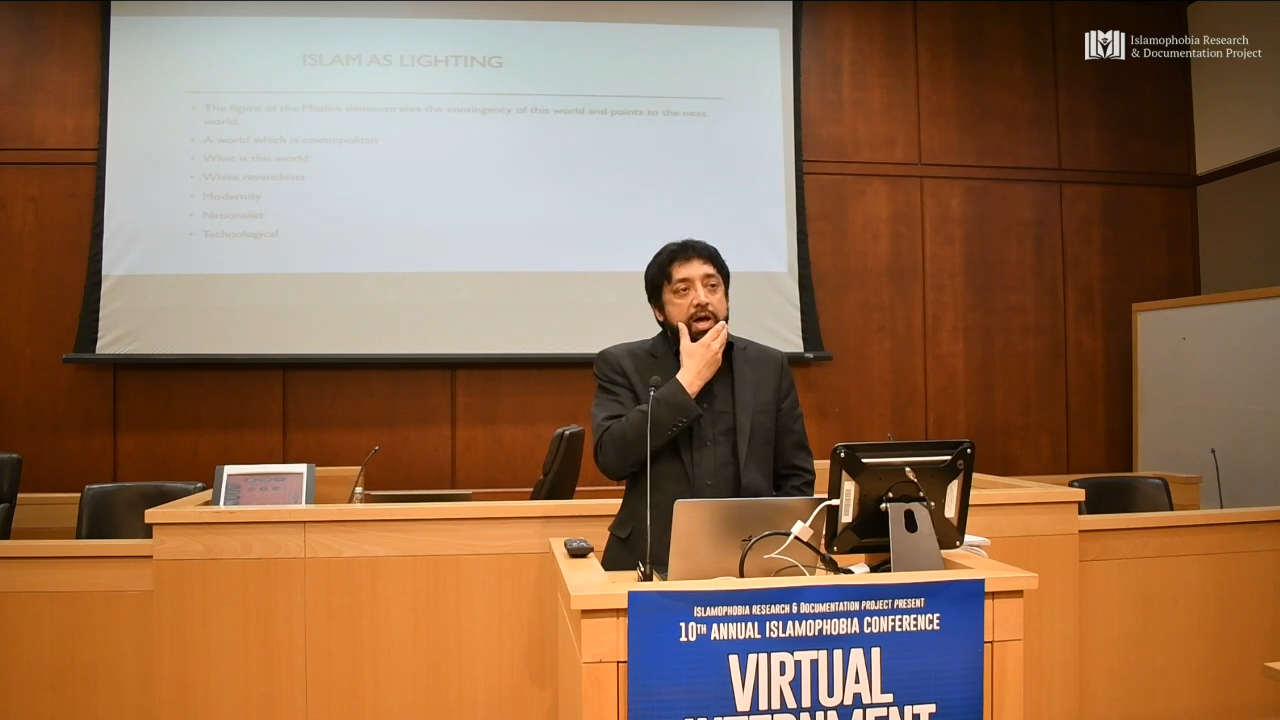 Islamophobia Research
& Documentation Project
ISLAM AS LIGHTING
• The figure of the Muslim demonstrates the contingency of this world and points to the next
world:
• A world which is cosmopolitan
• What is this world:
• White revanchists
• Modernity
• Nationalist
• Technological
ISLAMOPHOBIA RESEARCH & DOCUMENTATION PROJECT PRESENT
10TH ANNUAL ISLAMOPHOBIA CONFERENCE
VIRTUAL
INTERNMENT